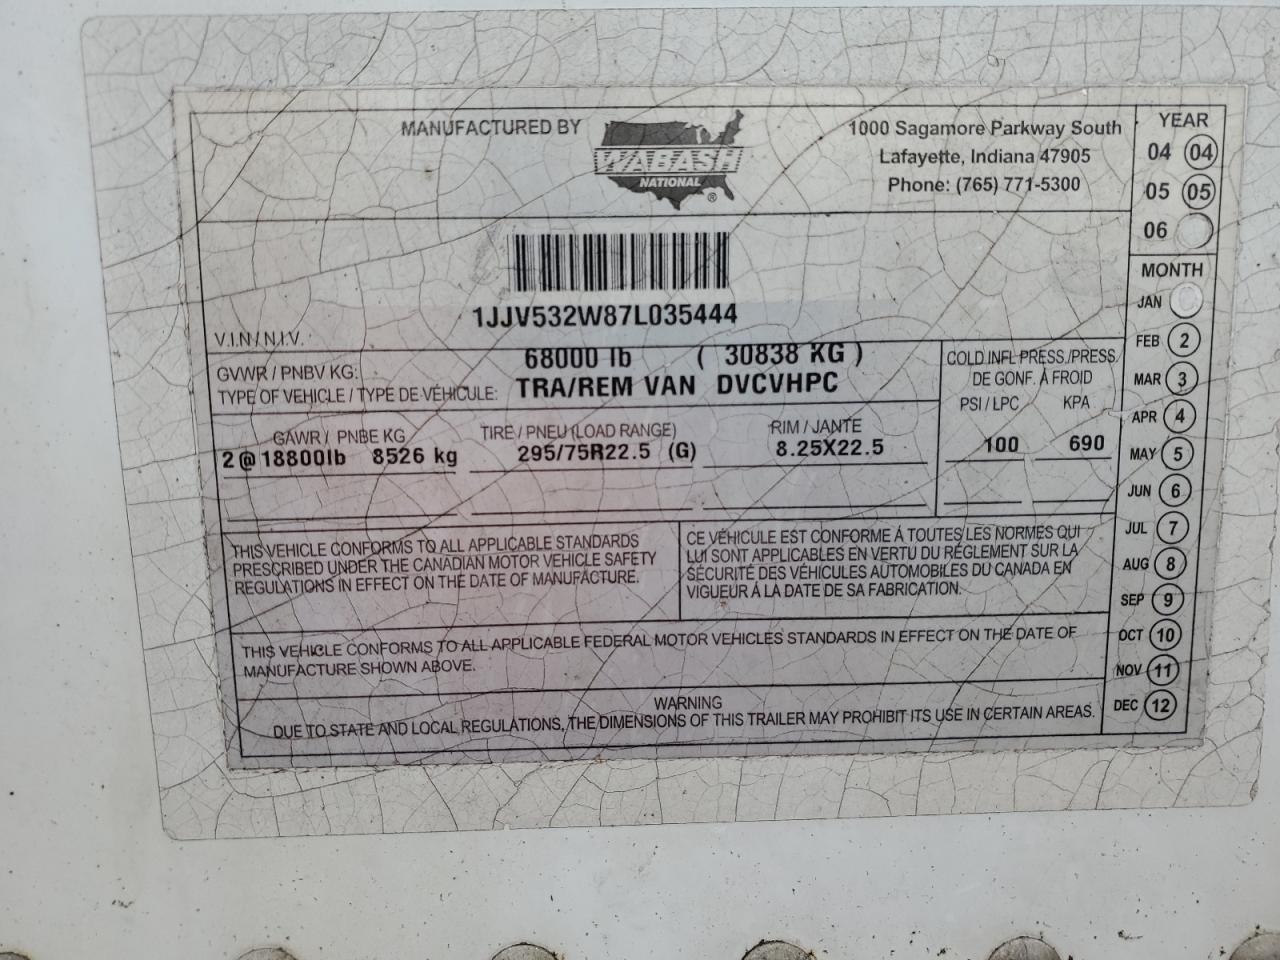 MANUFACTURED BY
WABASH
NATIONAL
®
1000 Sagamore Parkway South
Lafayette, Indiana 47905
Phone: (765) 771-5300
1JJV532W87L035444
V.I.N / N.I.V.
GVWR / PNBV KG: 68000 lb ( 30838 KG )
TYPE OF VEHICLE / TYPE DE VÉHICULE: TRA/REM VAN DVCVHPC
GAWR / PNBE KG TIRE / PNEU (LOAD RANGE) RIM / JANTE
2 @ 18800lb 8526 kg 295/75R22.5 (G) 8.25X22.5
COLD.INFL PRESS./PRESS.
DE GONF. À FROID
PSI / LPC KPA
100 690
THIS VEHICLE CONFORMS TO ALL APPLICABLE STANDARDS
PRESCRIBED UNDER THE CANADIAN MOTOR VEHICLE SAFETY
REGULATIONS IN EFFECT ON THE DATE OF MANUFACTURE.
CE VÉHICULE EST CONFORME À TOUTES LES NORMES QUI
LUI SONT APPLICABLES EN VERTU DU RÉGLEMENT SUR LA
SÉCURITÉ DES VÉHICULES AUTOMOBILES DU CANADA EN
VIGUEUR À LA DATE DE SA FABRICATION.
THIS VEHICLE CONFORMS TO ALL APPLICABLE FEDERAL MOTOR VEHICLES STANDARDS IN EFFECT ON THE DATE OF
MANUFACTURE SHOWN ABOVE.
WARNING
DUE TO STATE AND LOCAL REGULATIONS, THE DIMENSIONS OF THIS TRAILER MAY PROHIBIT ITS USE IN CERTAIN AREAS.
YEAR
04 04
05 05
06
MONTH
JAN
FEB 2
MAR 3
APR 4
MAY 5
JUN 6
JUL 7
AUG 8
SEP 9
OCT 10
NOV 11
DEC 12